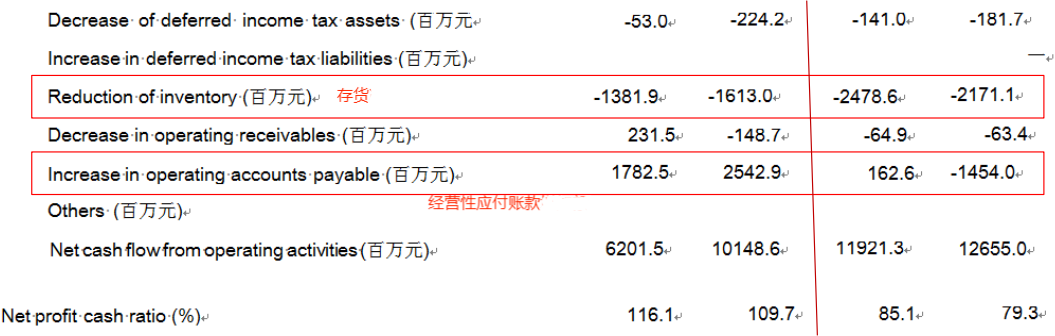 Decrease of deferred income tax assets (百万元 -53.0 -224.2 -141.0 -181.7
Increase in deferred income tax liabilities (百万元) —
Reduction of inventory (百万元) 存货 -1381.9 -1613.0 -2478.6 -2171.1
Decrease in operating receivables (百万元) 231.5 -148.7 -64.9 -63.4
Increase in operating accounts payable (百万元) 1782.5 2542.9 162.6 -1454.0
经营性应付账款
Others (百万元)
Net cash flow from operating activities (百万元) 6201.5 10148.6 11921.3 12655.0
Net profit cash ratio (%) 116.1 109.7 85.1 79.3